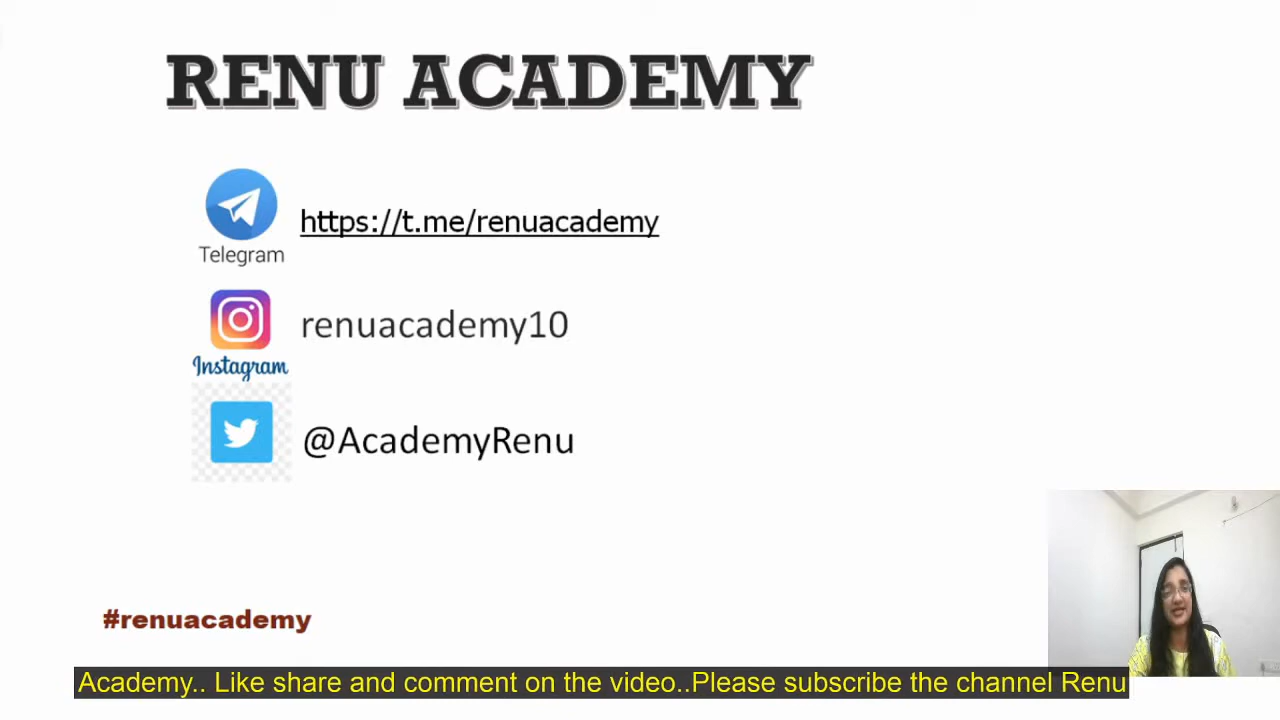 RENU ACADEMY
Telegram
https://t.me/renuacademy
Instagram
renuacademy10
@AcademyRenu
#renuacademy
Academy.. Like share and comment on the video..Please subscribe the channel Renu